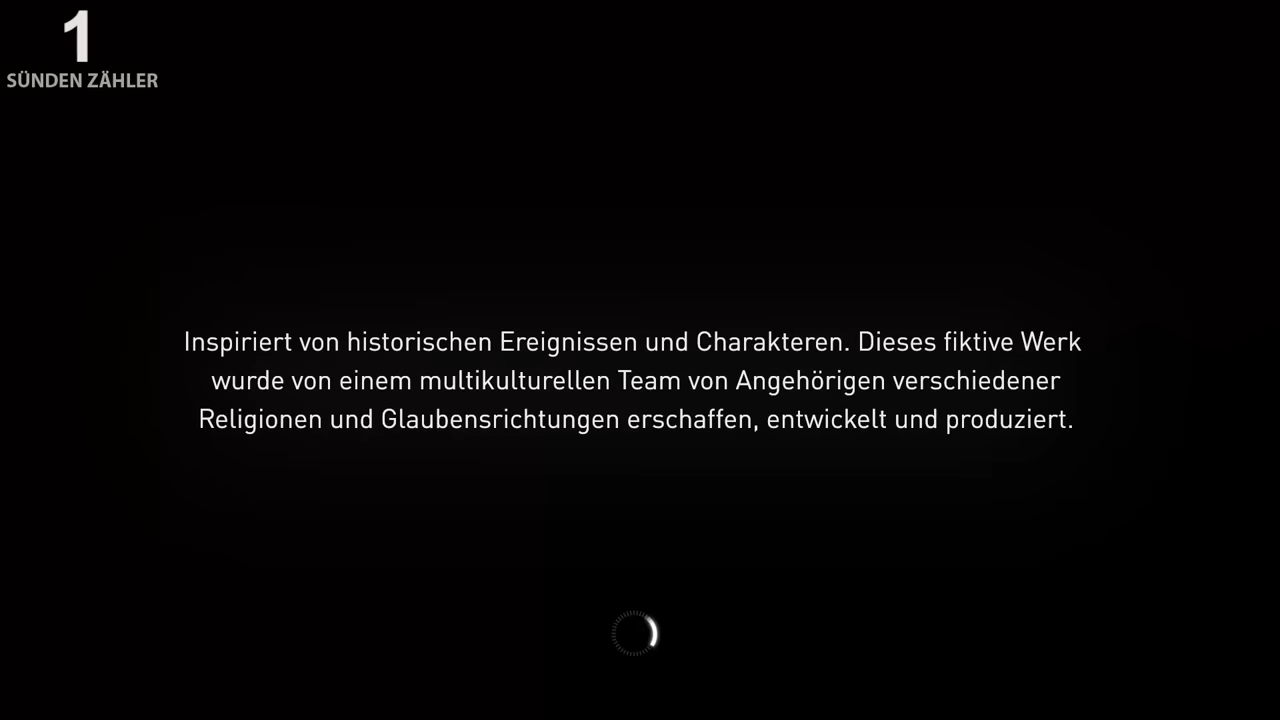 1
SÜNDEN ZÄHLER
Inspiriert von historischen Ereignissen und Charakteren. Dieses fiktive Werk
wurde von einem multikulturellen Team von Angehörigen verschiedener
Religionen und Glaubensrichtungen erschaffen, entwickelt und produziert.